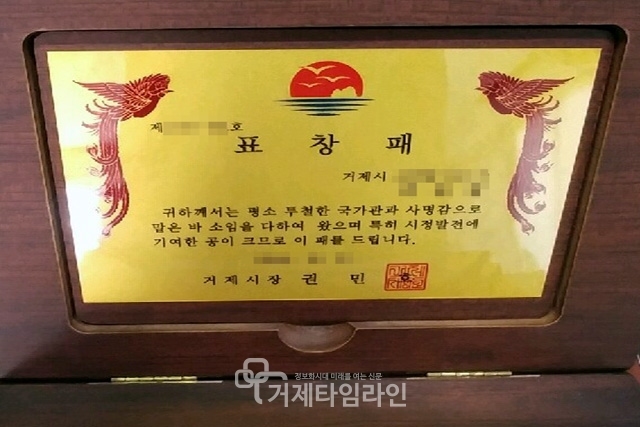 제 호
표 창 패
거제시
귀하께서는 평소 투철한 국가관과 사명감으로
맡은 바 소임을 다하여 왔으며 특히 시정발전에
기여한 공이 크므로 이 패를 드립니다.
거제시장 권 민 호
정보화시대 미래를 여는 신문
거제타임라인